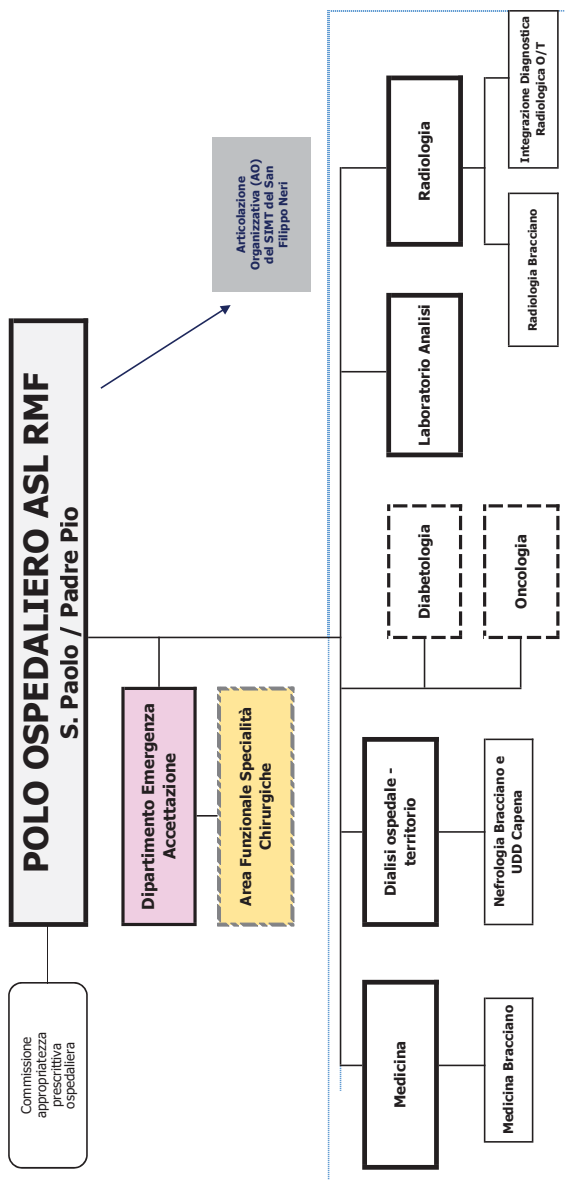 POLO OSPEDALIERO ASL RMF
S. Paolo / Padre Pio
Commissione
appropriatezza
prescrittiva
ospedaliera
Articolazione
Organizzativa (AO)
del SIMT del San
Filippo Neri
Dipartimento Emergenza
Accettazione
Area Funzionale Specialità
Chirurgiche
Medicina
Medicina Bracciano
Dialisi ospedale -
territorio
Nefrologia Bracciano e
UDD Capena
Diabetologia
Oncologia
Laboratorio Analisi
Radiologia
Radiologia Bracciano
Integrazione Diagnostica
Radiologica O/T